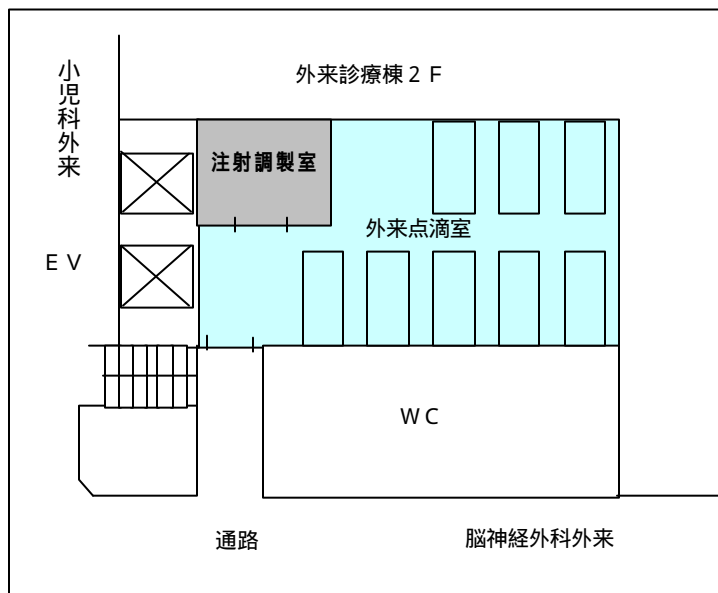 外来診療棟２Ｆ
小児科外来
注射調製室
外来点滴室
ＥＶ
ＷＣ
通路
脳神経外科外来